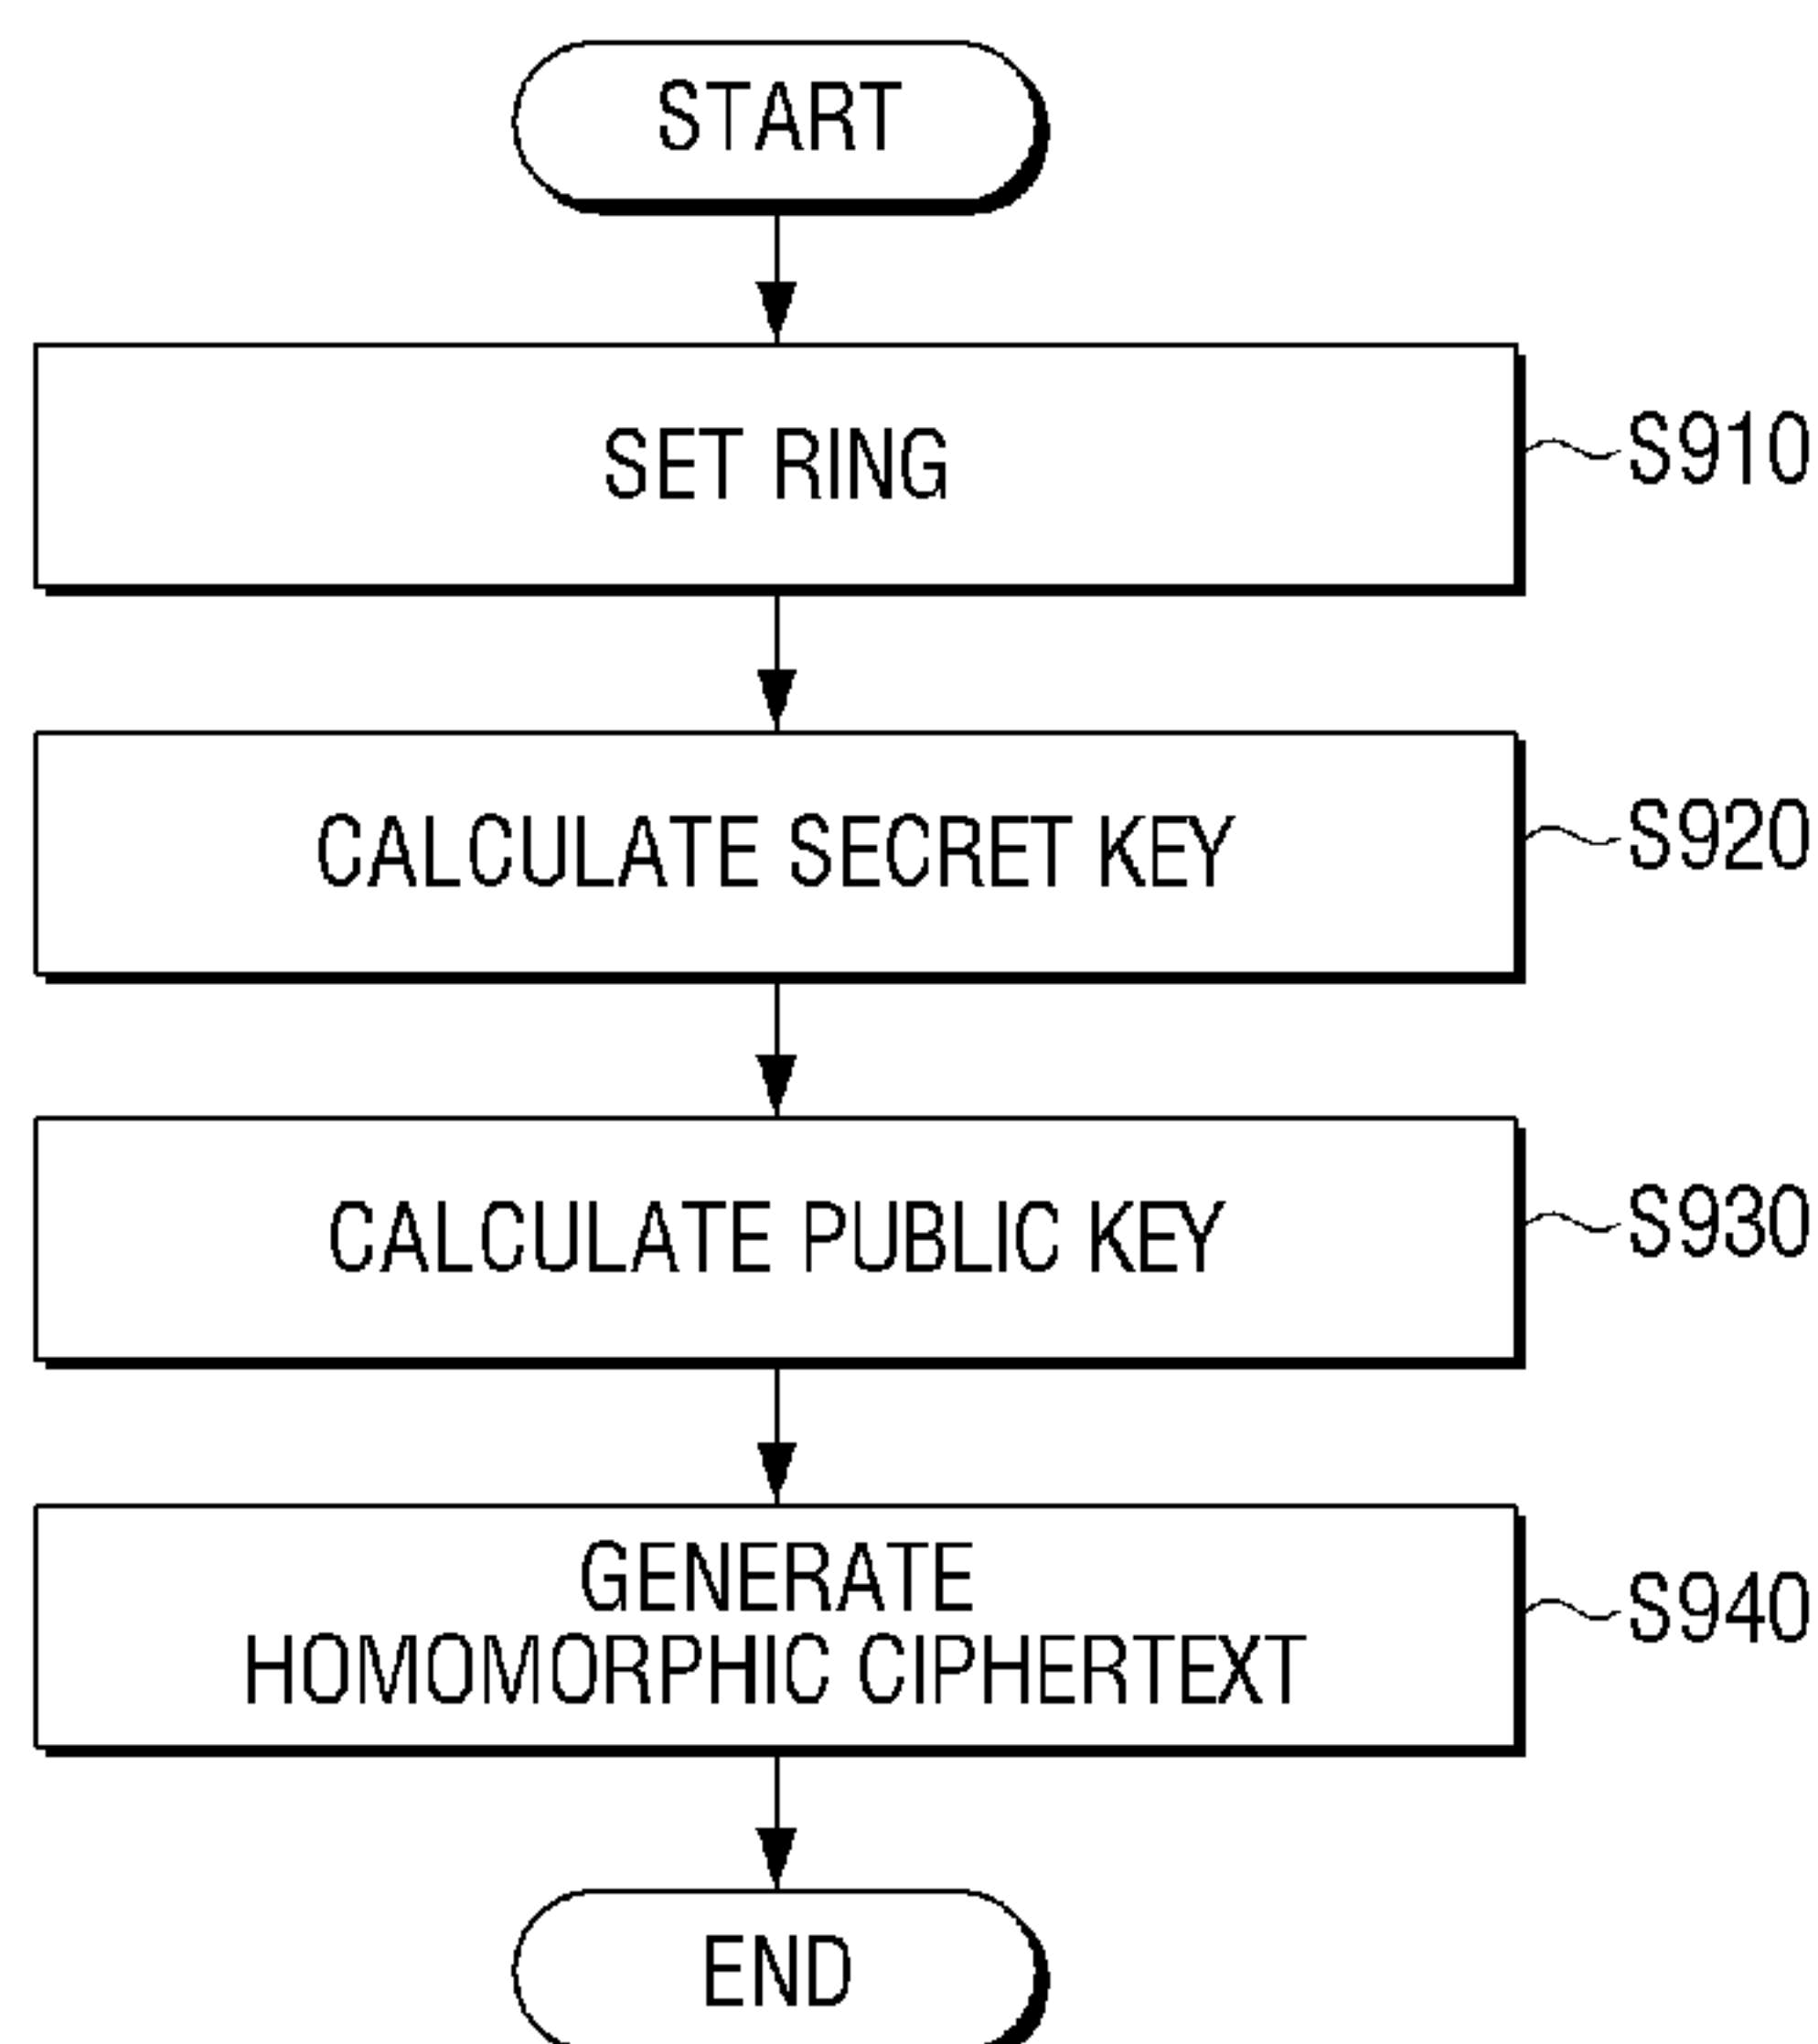 START
SET RING
S910
CALCULATE SECRET KEY
S920
CALCULATE PUBLIC KEY
S930
GENERATE
HOMOMORPHIC CIPHERTEXT
S940
END